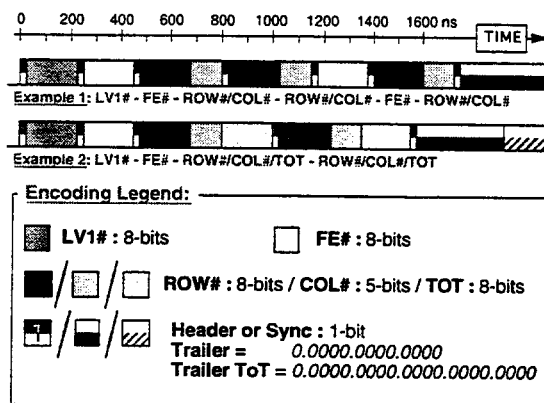 0 200 400 600 800 1000 1200 1400 1600 ns TIME
Example 1: LV1# - FE# - ROW#/COL# - ROW#/COL# - FE# - ROW#/COL#
Example 2: LV1# - FE# - ROW#/COL#/TOT - ROW#/COL#/TOT
Encoding Legend:
LV1# : 8-bits FE# : 8-bits
/ / ROW# : 8-bits / COL# : 5-bits / TOT : 8-bits
/ / Header or Sync : 1-bit
Trailer = 0.0000.0000.0000
Trailer ToT = 0.0000.0000.0000.0000.0000